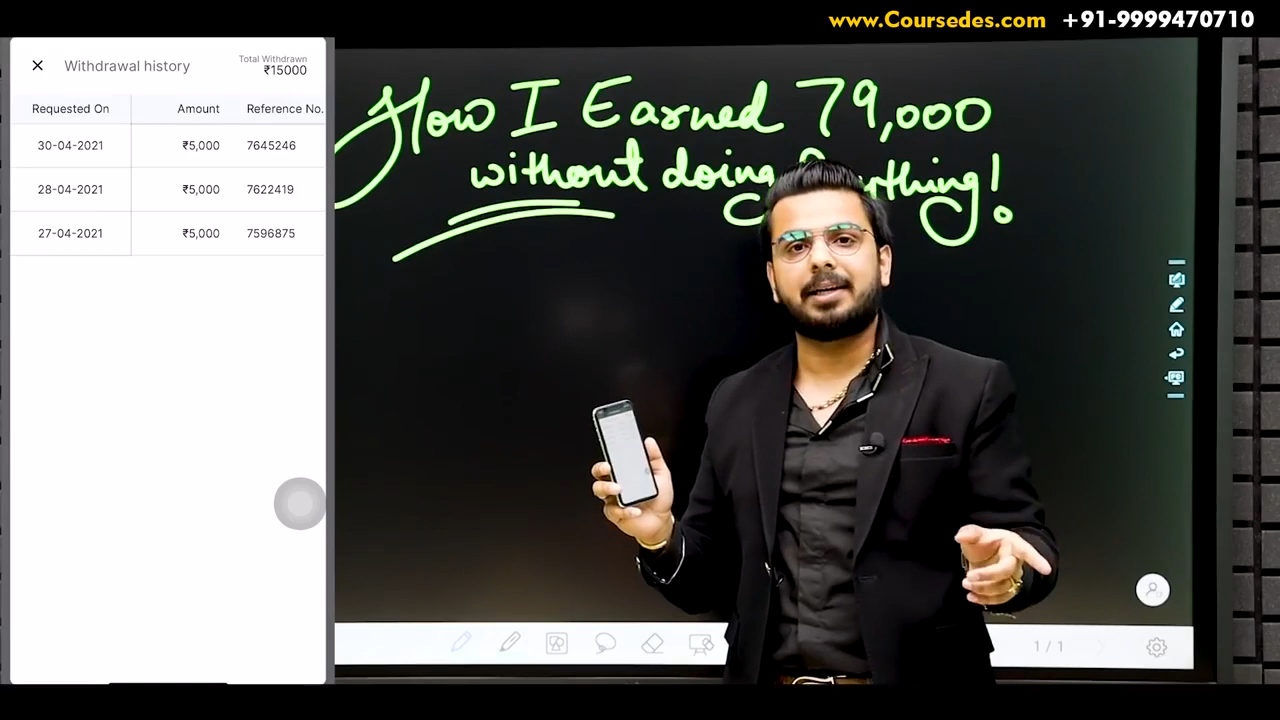 www.Coursedes.com +91-9999470710
Withdrawal history
Total Withdrawn
₹15000
Requested On Amount Reference No.
30-04-2021 ₹5,000 7645246
28-04-2021 ₹5,000 7622419
27-04-2021 ₹5,000 7596875
How I Earned 79,000
without doing
1/1